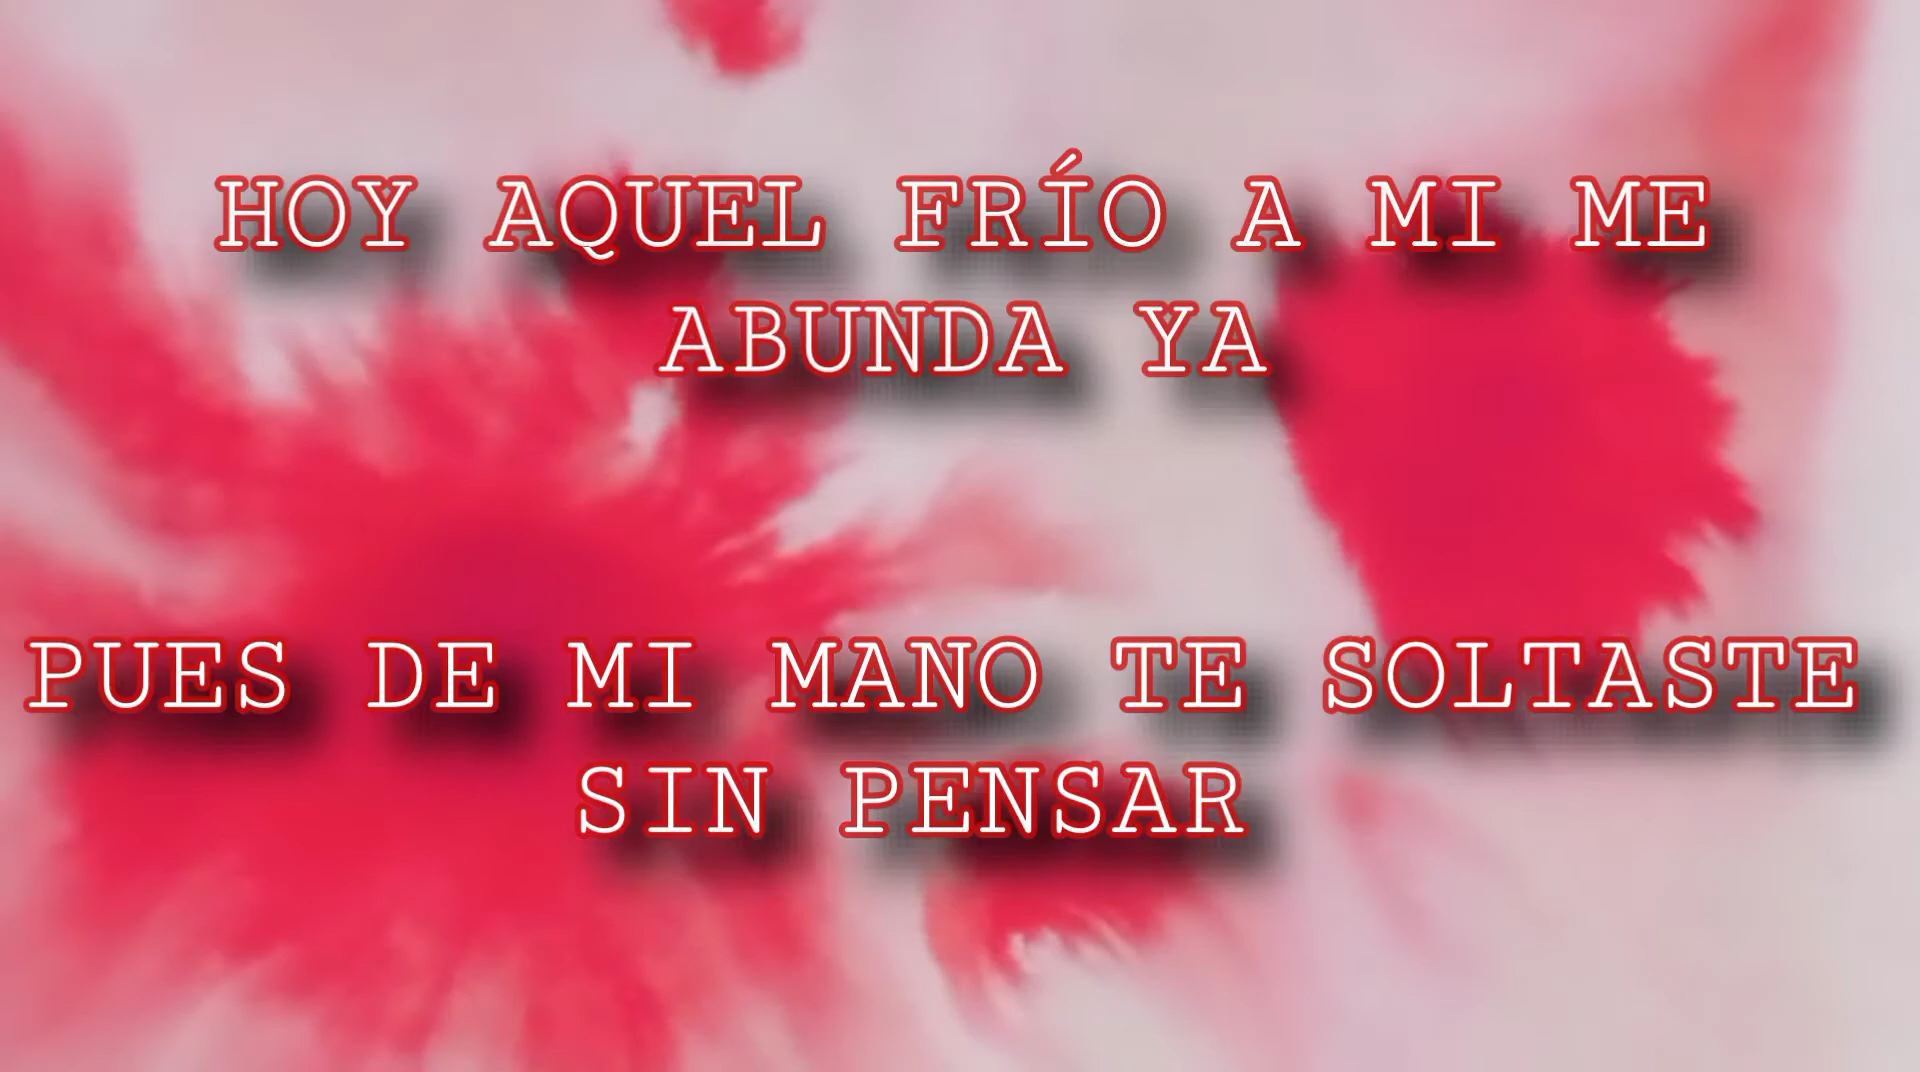 HOY AQUEL FRÍO A MI ME
ABUNDA YA
PUES DE MI MANO TE SOLTASTE
SIN PENSAR